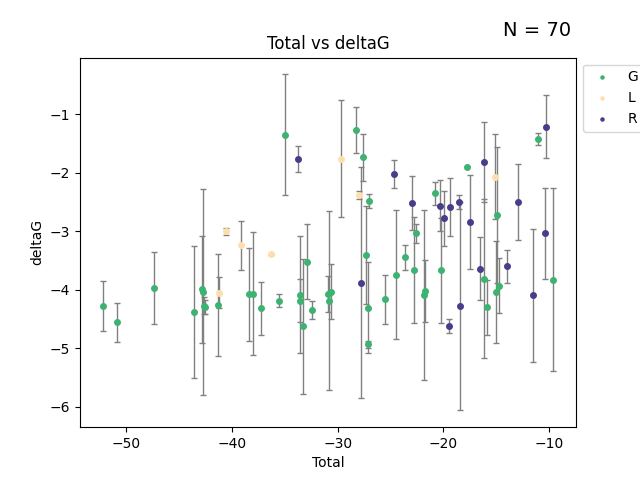 N = 70
Total vs deltaG
G
L
R
−1
−2
−3
−4
−5
−6
deltaG
−50 −40 −30 −20 −10
Total